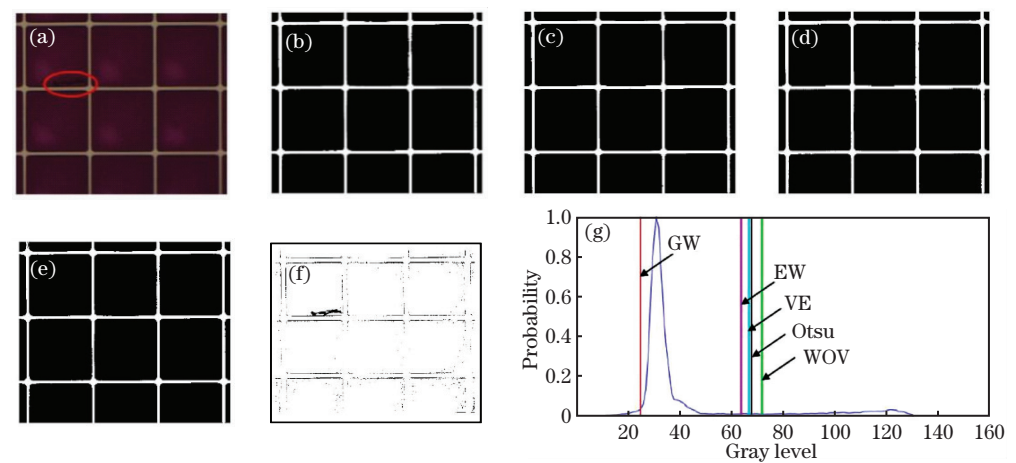 (a)
(b)
(c)
(d)
(e)
(f)
(g)
GW
EW
VE
Otsu
WOV
Probability
1.0
0.8
0.6
0.4
0.2
0
20 40 60 80 100 120 140 160
Gray level